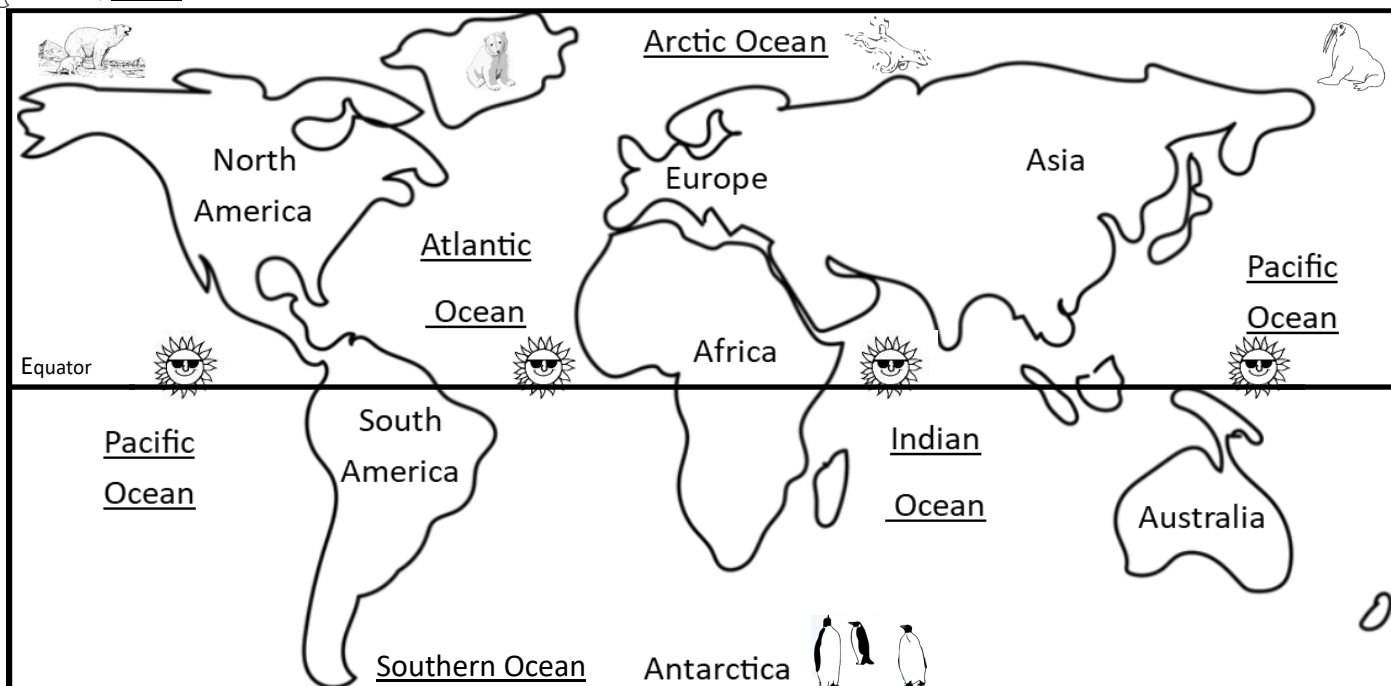 Arctic Ocean
North
America
Europe
Asia
Atlantic
Ocean
Pacific
Ocean
Africa
Equator
South
America
Pacific
Ocean
Indian
Ocean
Australia
Southern Ocean
Antarctica